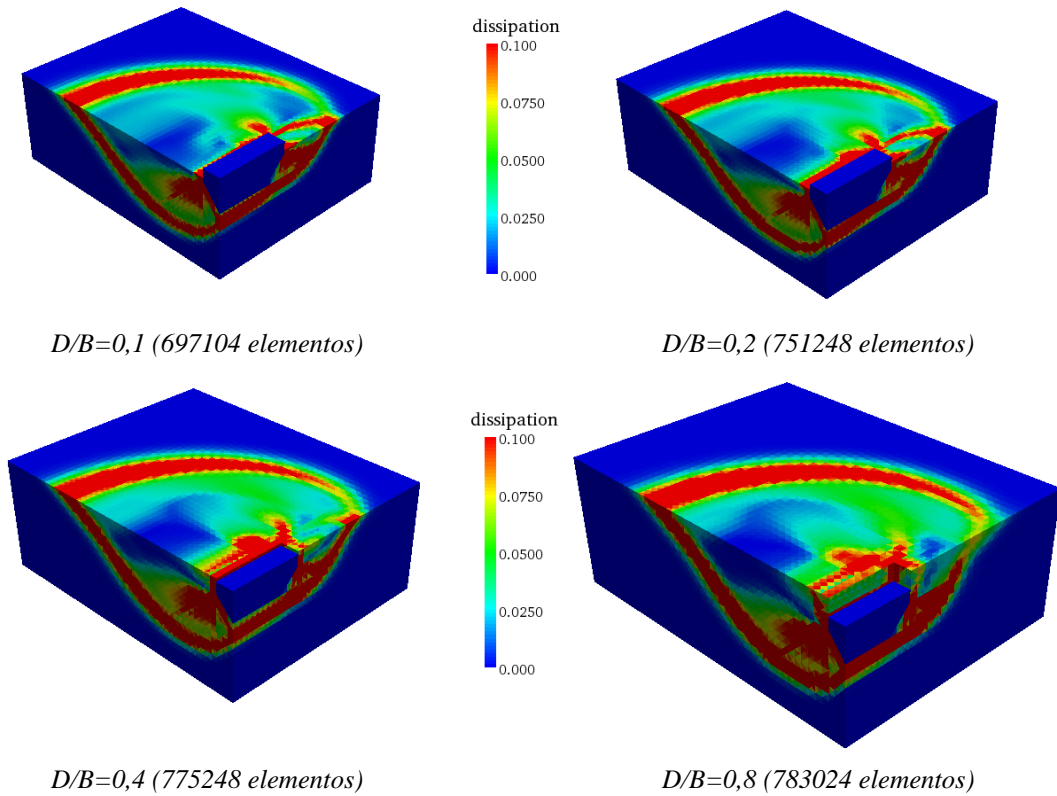 dissipation
0.100
0.0750
0.0500
0.0250
0.000
D/B=0,1 (697104 elementos)
D/B=0,2 (751248 elementos)
dissipation
0.100
0.0750
0.0500
0.0250
0.000
D/B=0,4 (775248 elementos)
D/B=0,8 (783024 elementos)